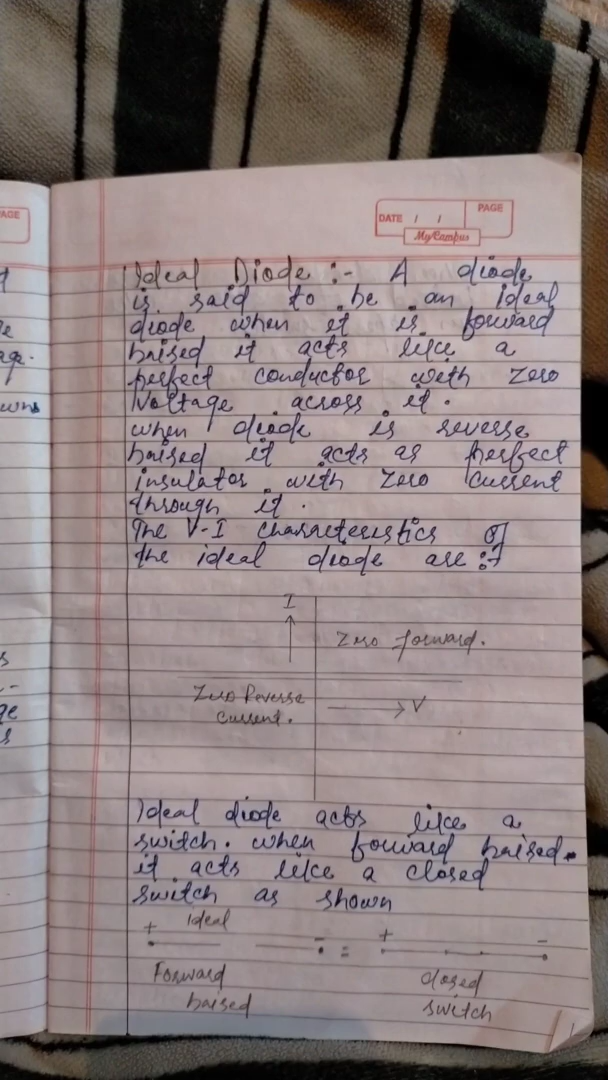 PAGE
DATE / / PAGE
My Campus
Ideal Diode :- A diode
is said to be an ideal
diode when it is forward
baised it acts like a
perfect conductor with Zero
Voltage across it.
when diode is reverse
baised it acts as perfect
insulator with Zero current
through it.
The V-I characteristics of
the ideal diode are :-
I
Zero forward.
Zero Reverse
current.
V
Ideal diode acts like a
switch. when forward baised.
it acts like a closed
switch as shown
+ ideal - = + -
Forward closed
baised switch